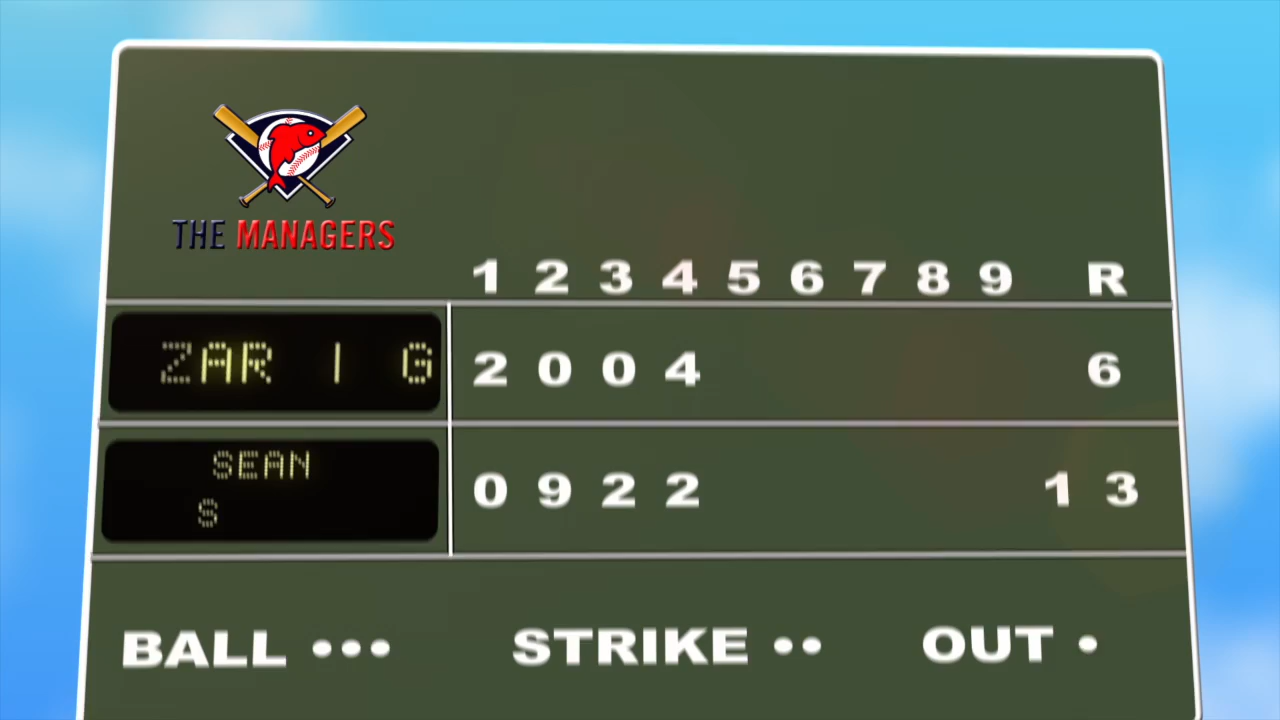 THE MANAGERS
1 2 3 4 5 6 7 8 9 R
ZAR I G 2 0 0 4 6
SEAN
S
0 9 2 2 1 3
BALL ••• STRIKE •• OUT •